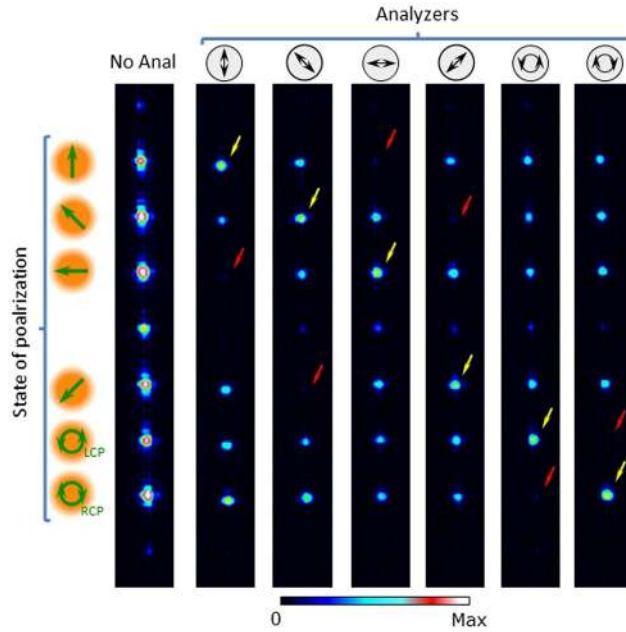 Analyzers
No Anal
State of poalrization
LCP
RCP
0
Max